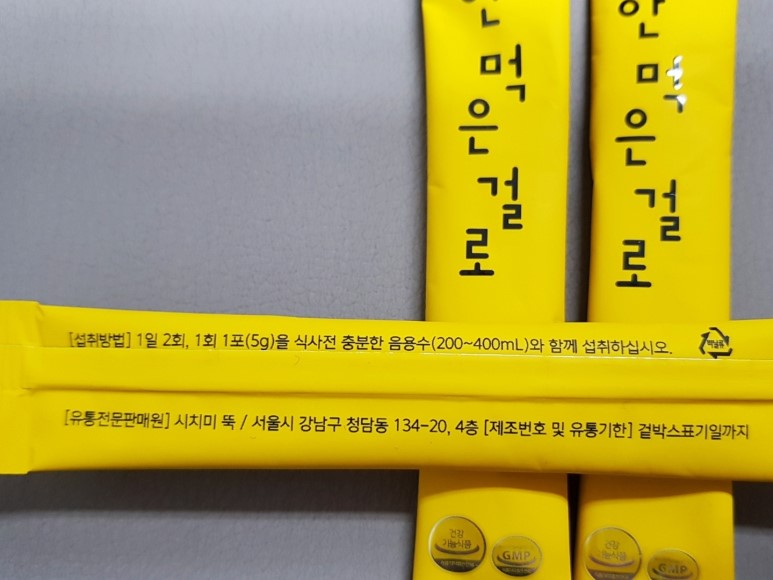 안 먹은 걸로
안 먹은 걸로
[섭취방법] 1일 2회, 1회 1포(5g)을 식사전 충분한 음용수(200~400mL)와 함께 섭취하십시오.
[유통전문판매원] 시치미 뚝 / 서울시 강남구 청담동 134-20, 4층 [제조번호 및 유통기한] 겉박스표기일까지
건강
기능식품
GMP
건강
기능식품
GMP